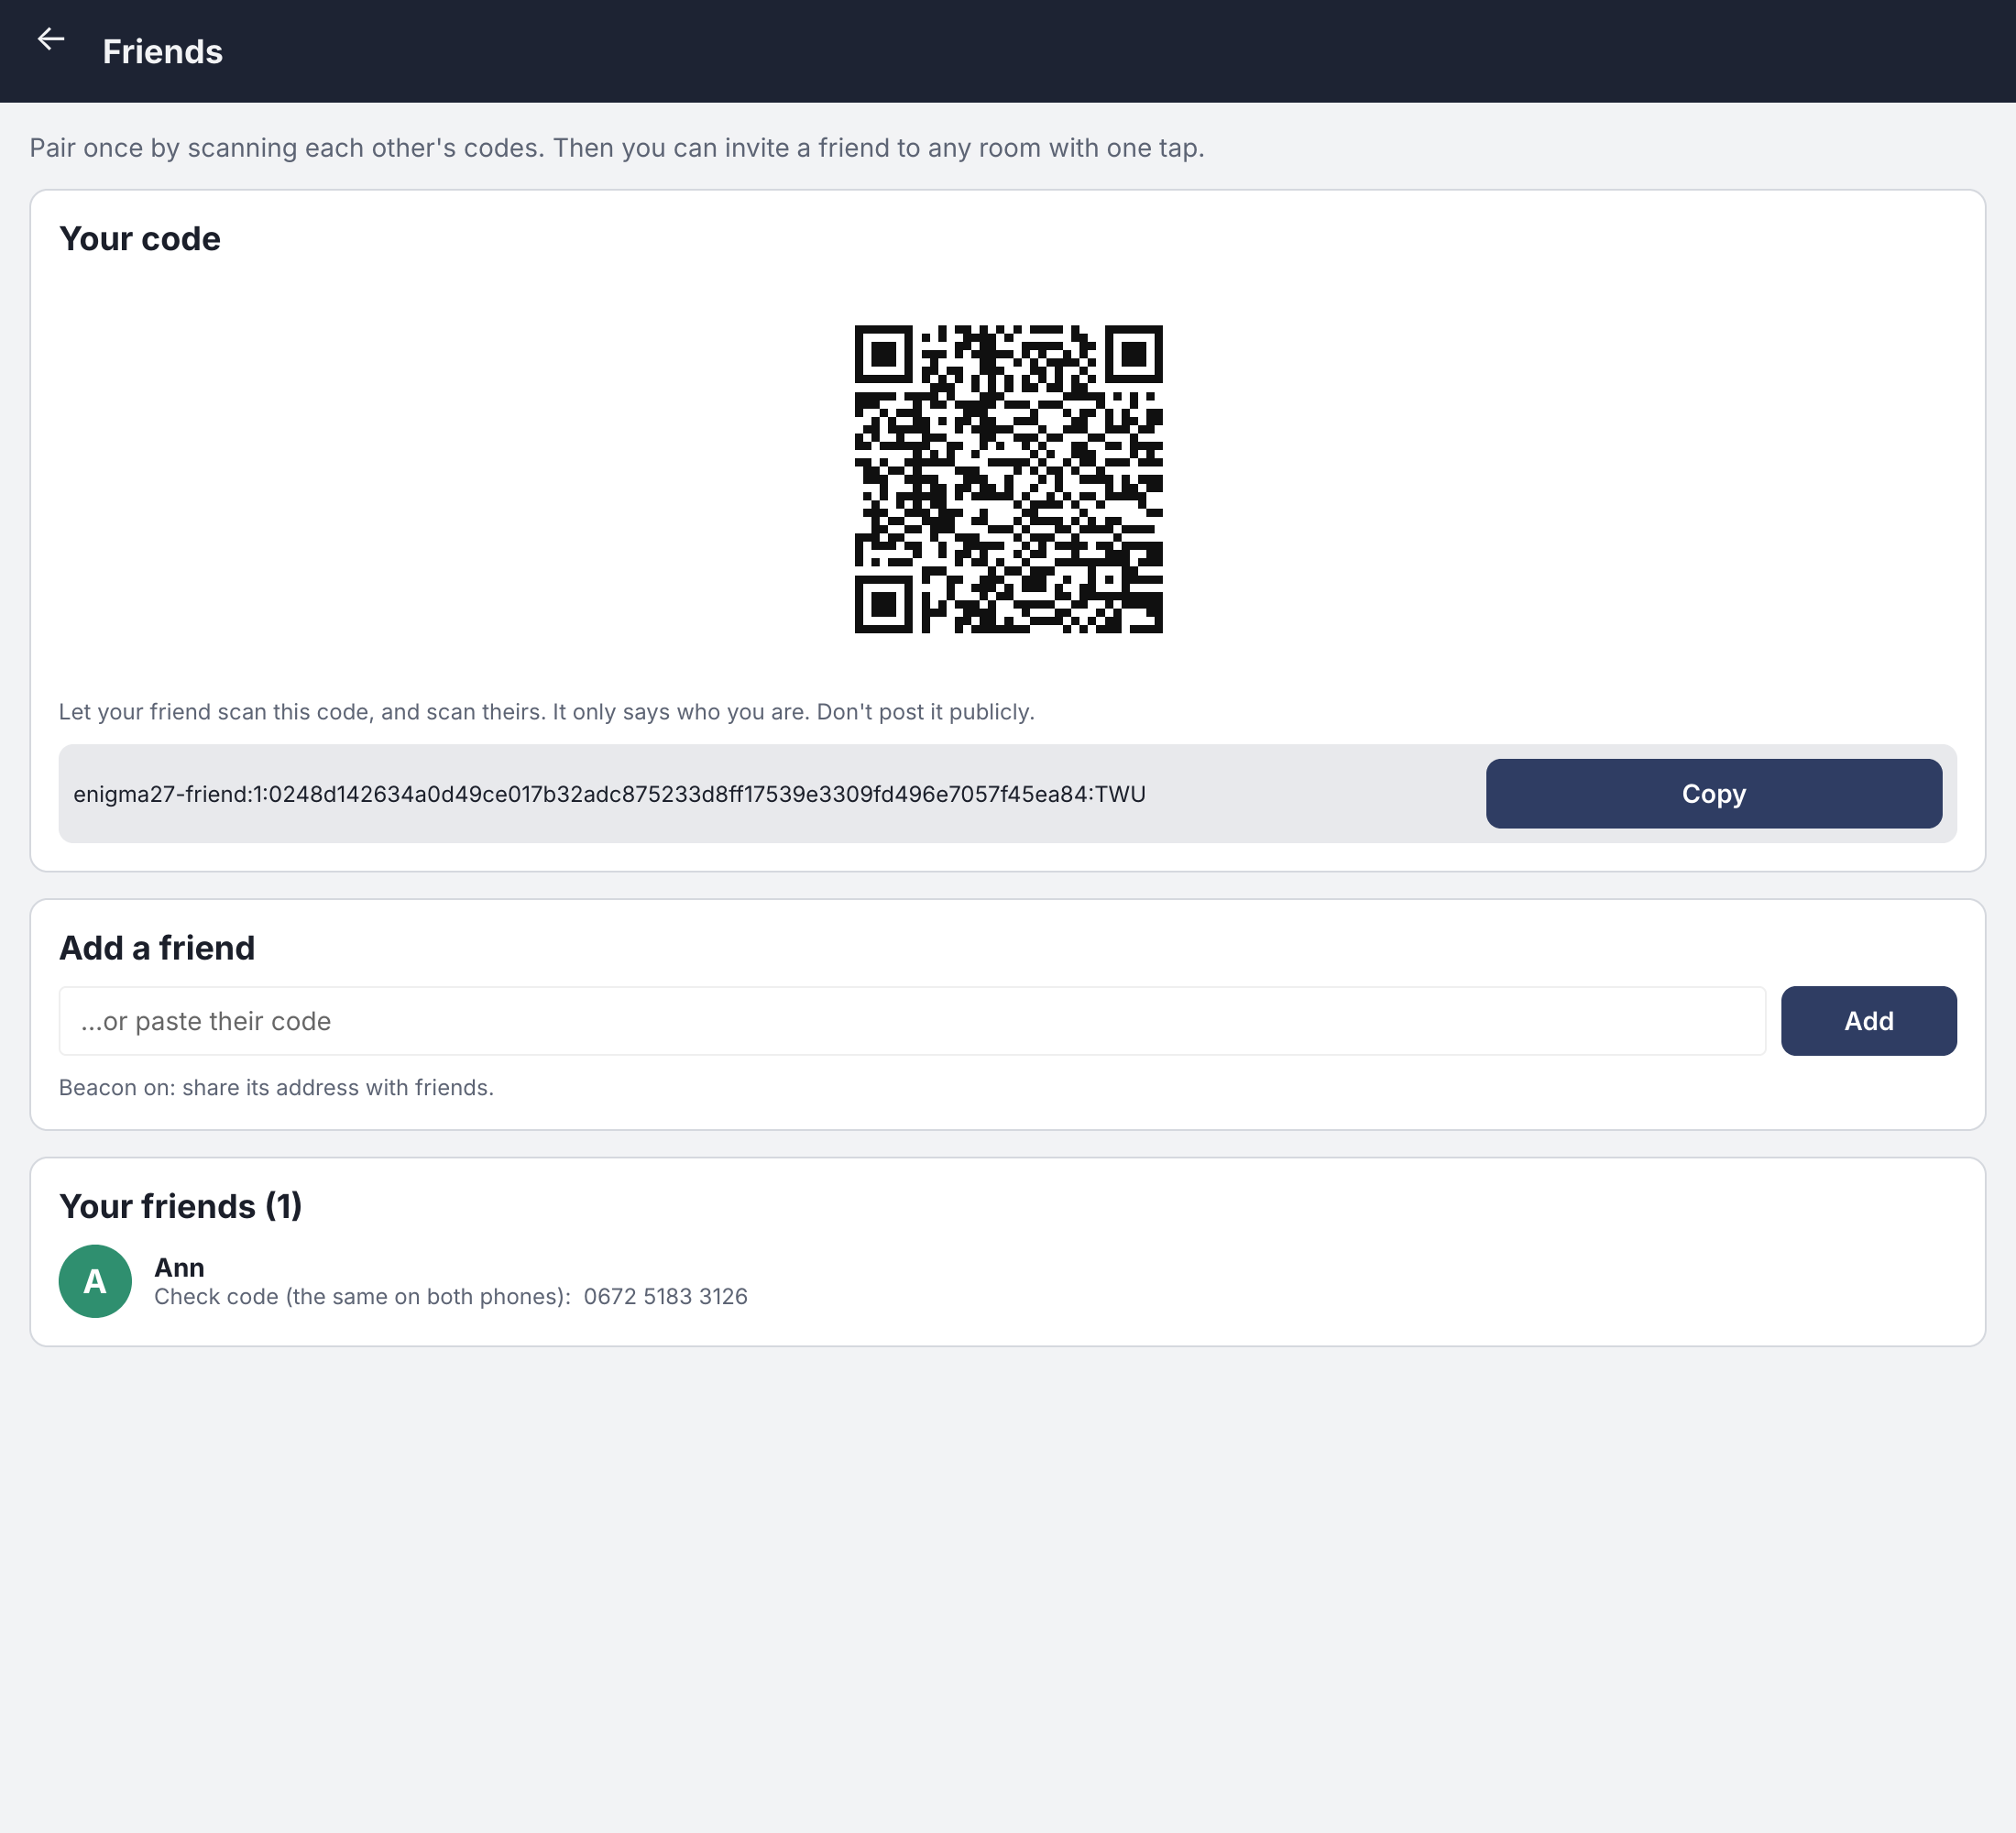 Friends
Pair once by scanning each other's codes. Then you can invite a friend to any room with one tap.
Your code
Let your friend scan this code, and scan theirs. It only says who you are. Don't post it publicly.
enigma27-friend:1:0248d142634a0d49ce017b32adc875233d8ff17539e3309fd496e7057f45ea84:TWU
Copy
Add a friend
...or paste their code
Add
Beacon on: share its address with friends.
Your friends (1)
A
Ann
Check code (the same on both phones): 0672 5183 3126